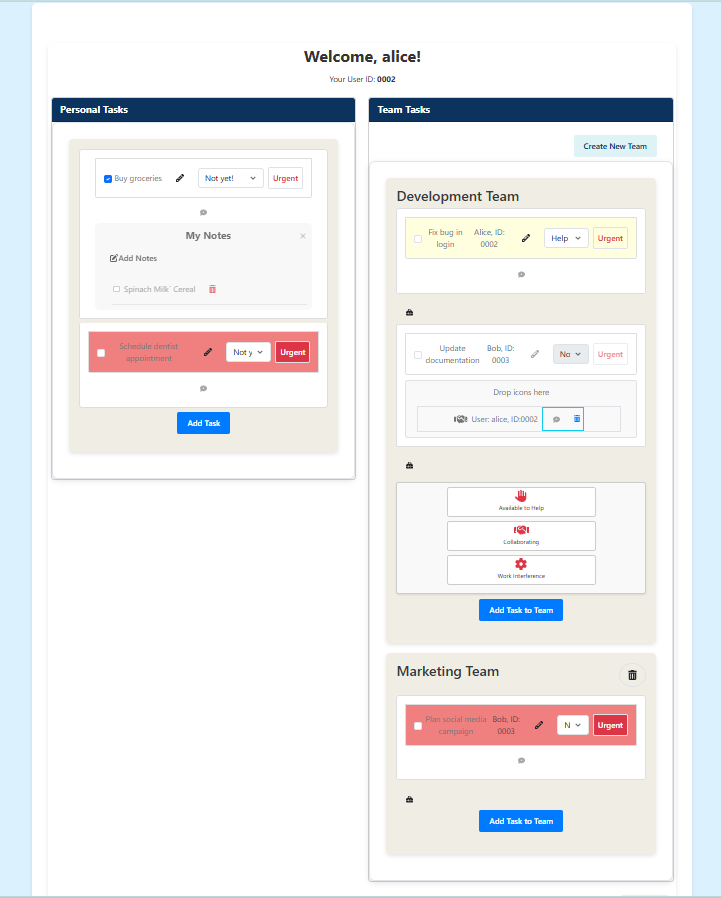 Welcome, alice!
Your User ID: 0002
Personal Tasks
Buy groceries
Not yet!
Urgent
My Notes
×
Add Notes
Spinach Milk` Cereal
Schedule dentist
appointment
Not y
Urgent
Add Task
Team Tasks
Create New Team
Development Team
Fix bug in
login
Alice, ID:
0002
Help
Urgent
Update
documentation
Bob, ID:
0003
No
Urgent
Drop icons here
User: alice, ID:0002
Available to Help
Collaborating
Work Interference
Add Task to Team
Marketing Team
Plan social media
campaign
Bob, ID:
0003
N
Urgent
Add Task to Team